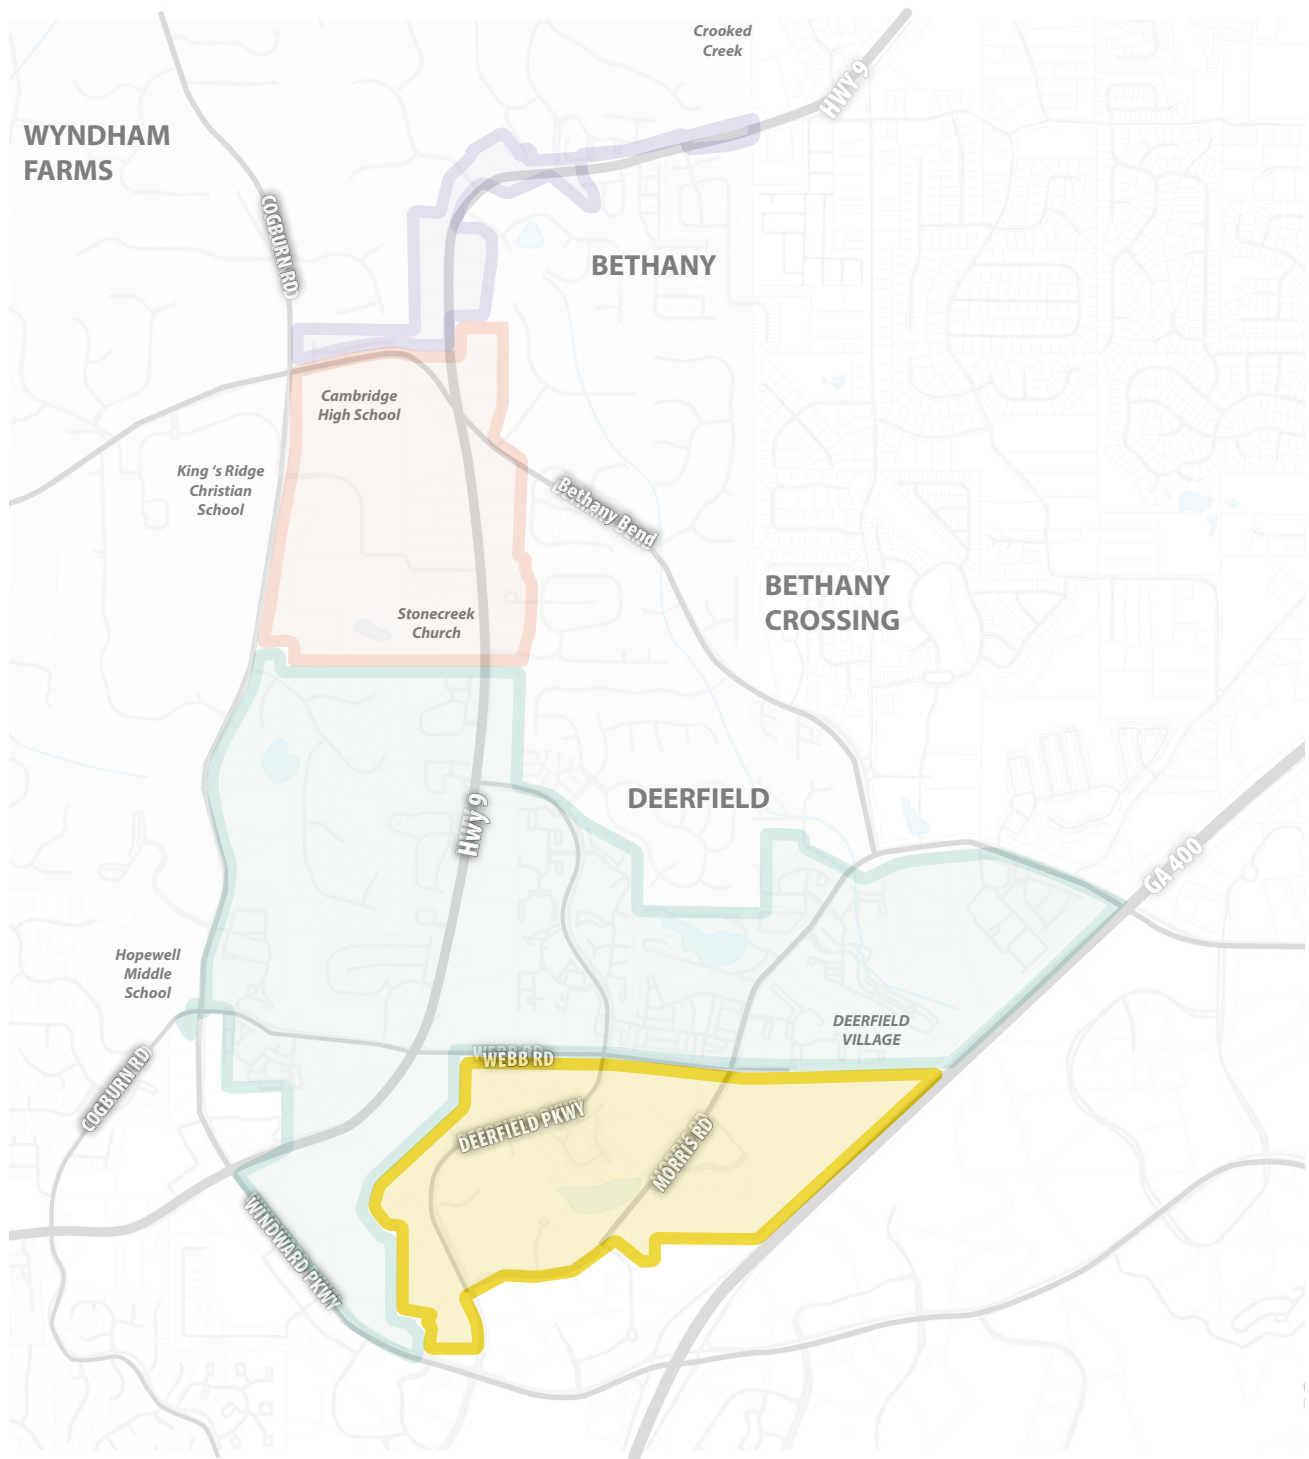 Crooked
Creek
HWY 9
WYNDHAM
FARMS
COGBURN RD
BETHANY
Cambridge
High School
King ‘s Ridge
Christian
School
Bethany Bend
BETHANY
CROSSING
Stonecreek
Church
DEERFIELD
Hwy 9
GA 400
Hopewell
Middle
School
DEERFIELD
VILLAGE
WEBB RD
COGBURN RD
DEERFIELD PKWY
MORRIS RD
WINDWARD PKWY